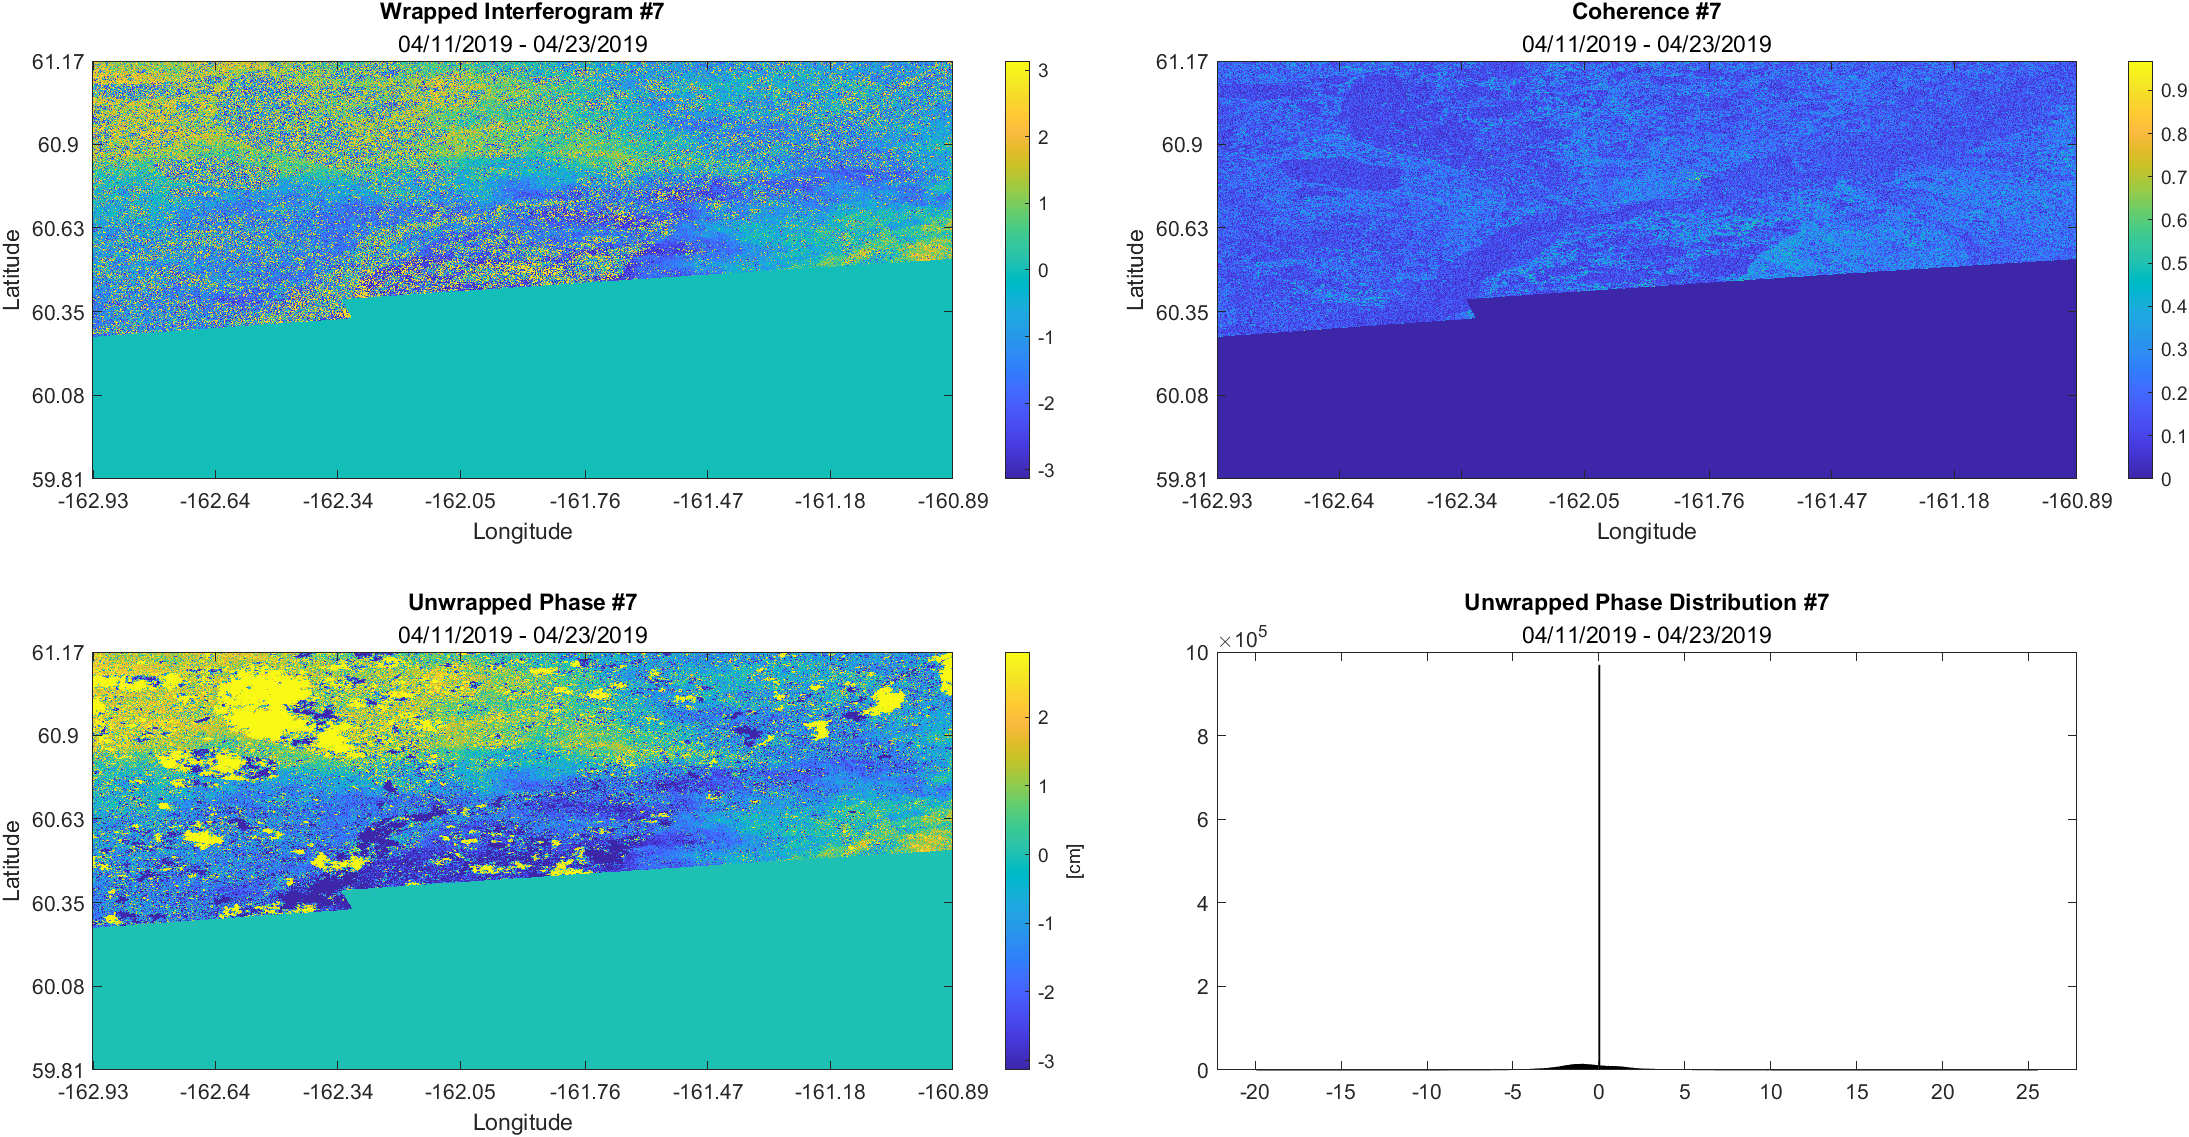 Wrapped Interferogram #7
04/11/2019 - 04/23/2019
61.17
60.9
60.63
60.35
60.08
59.81
Latitude
-162.93 -162.64 -162.34 -162.05 -161.76 -161.47 -161.18 -160.89
Longitude
3
2
1
0
-1
-2
-3
Coherence #7
04/11/2019 - 04/23/2019
61.17
60.9
60.63
60.35
60.08
59.81
Latitude
-162.93 -162.64 -162.34 -162.05 -161.76 -161.47 -161.18 -160.89
Longitude
0.9
0.8
0.7
0.6
0.5
0.4
0.3
0.2
0.1
0
Unwrapped Phase #7
04/11/2019 - 04/23/2019
61.17
60.9
60.63
60.35
60.08
59.81
Latitude
-162.93 -162.64 -162.34 -162.05 -161.76 -161.47 -161.18 -160.89
Longitude
2
1
0
-1
-2
-3
[cm]
Unwrapped Phase Distribution #7
04/11/2019 - 04/23/2019
×10⁵
10
8
6
4
2
0
-20 -15 -10 -5 0 5 10 15 20 25